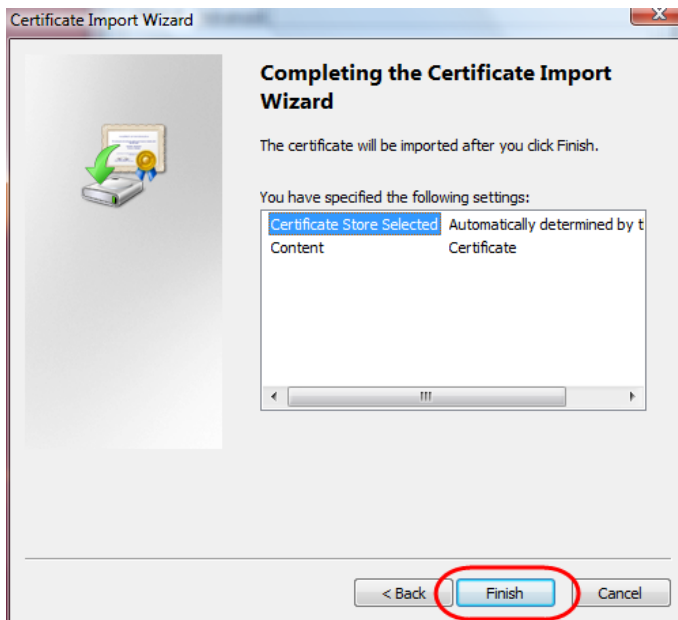 Certificate Import Wizard
Completing the Certificate Import
Wizard
The certificate will be imported after you click Finish.
You have specified the following settings:
Certificate Store Selected Automatically determined by t
Content Certificate
< Back Finish Cancel